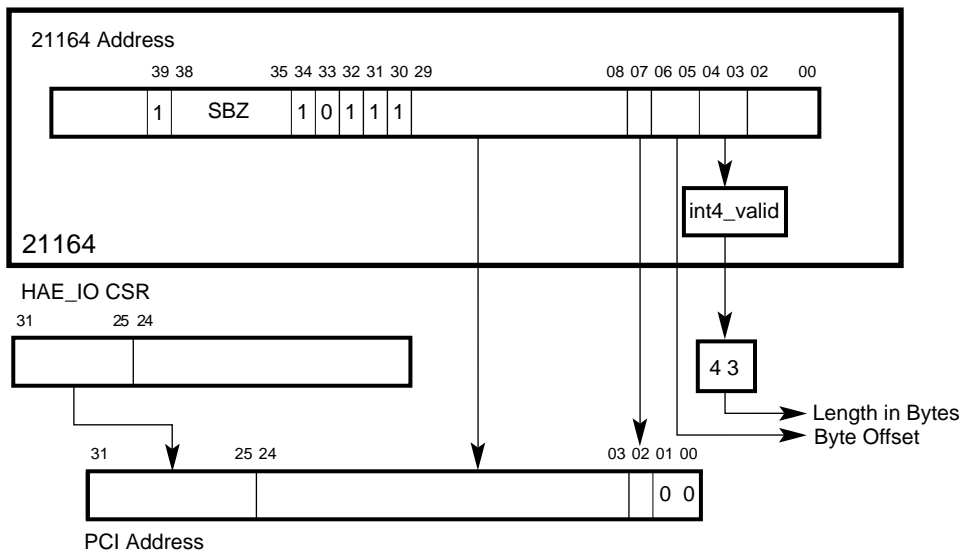 21164 Address
39 38 35 34 33 32 31 30 29 08 07 06 05 04 03 02 00
1 SBZ 1 0 1 1 1
int4_valid
21164
HAE_IO CSR
31 25 24
4 3
Length in Bytes
Byte Offset
31 25 24 03 02 01 00
0 0
PCI Address